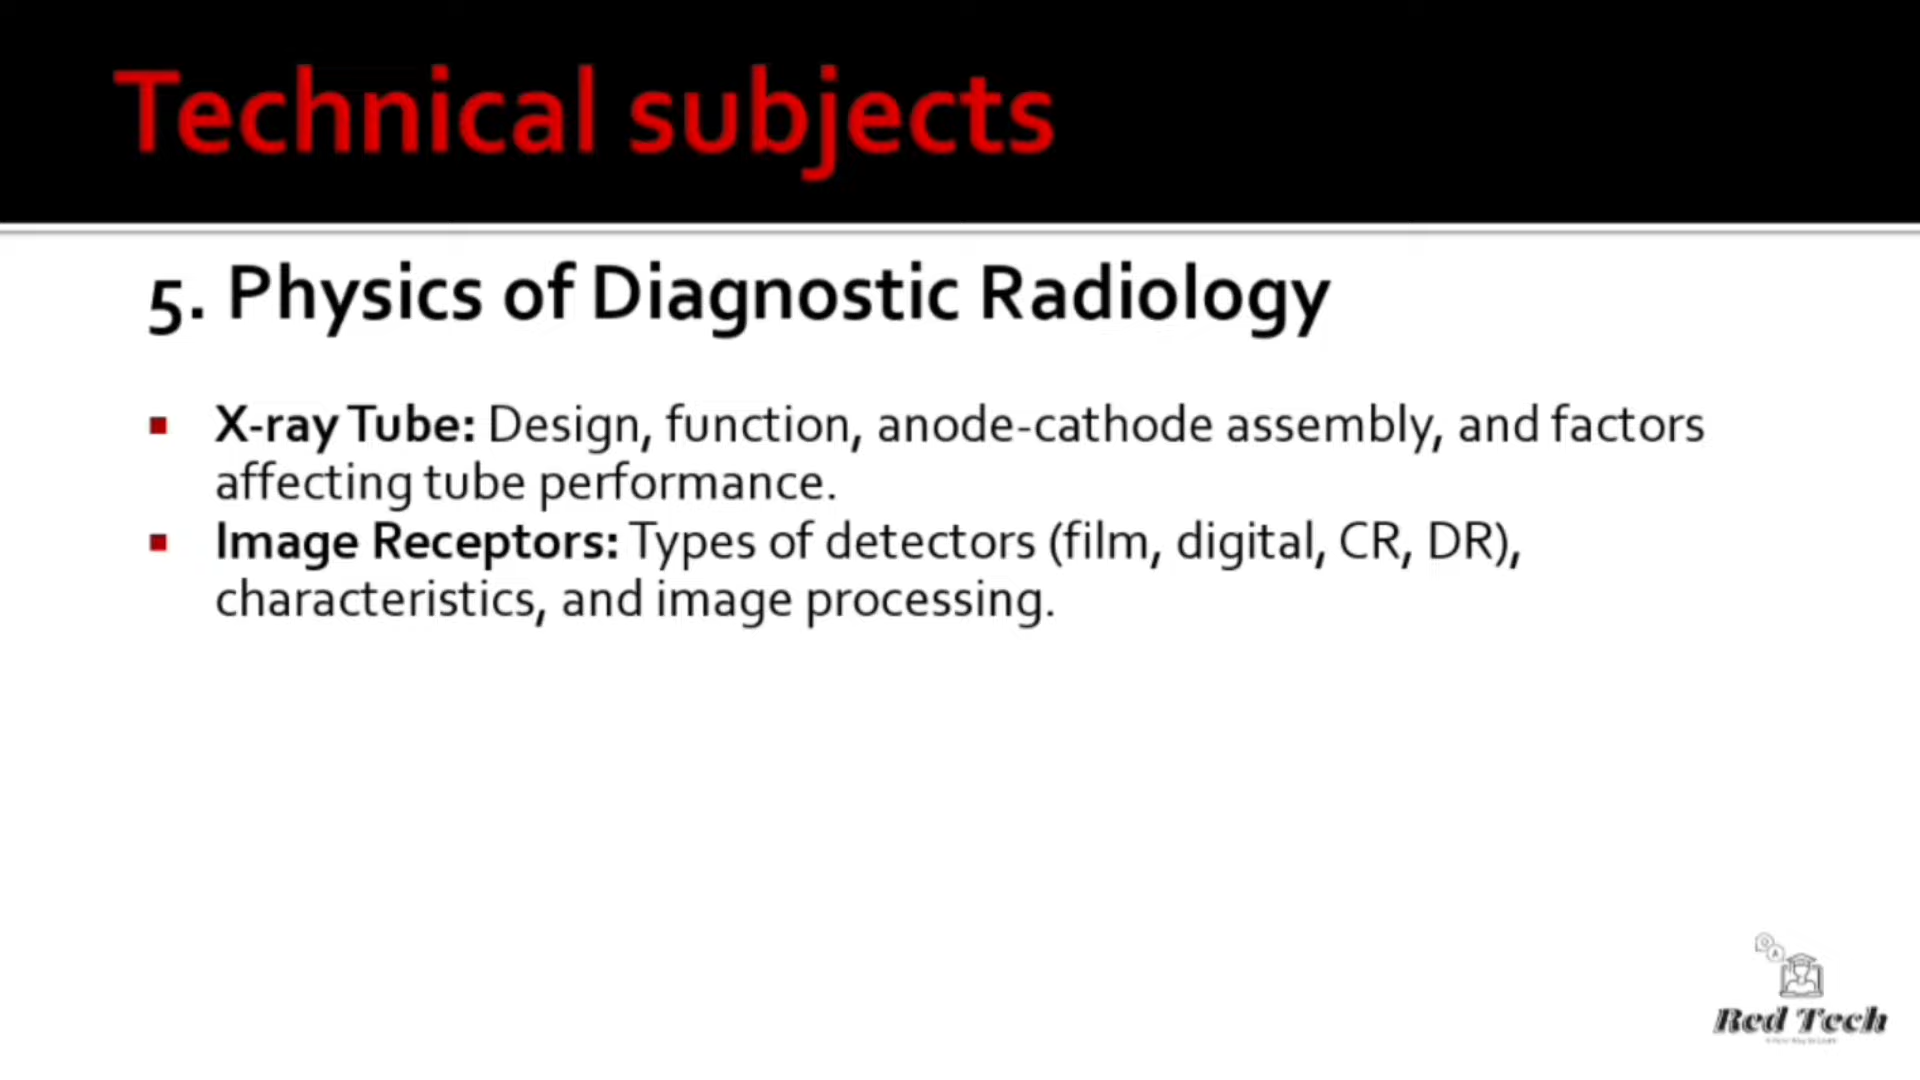 Technical subjects
5. Physics of Diagnostic Radiology
X-ray Tube: Design, function, anode-cathode assembly, and factors
affecting tube performance.
Image Receptors: Types of detectors (film, digital, CR, DR),
characteristics, and image processing.
Red Tech